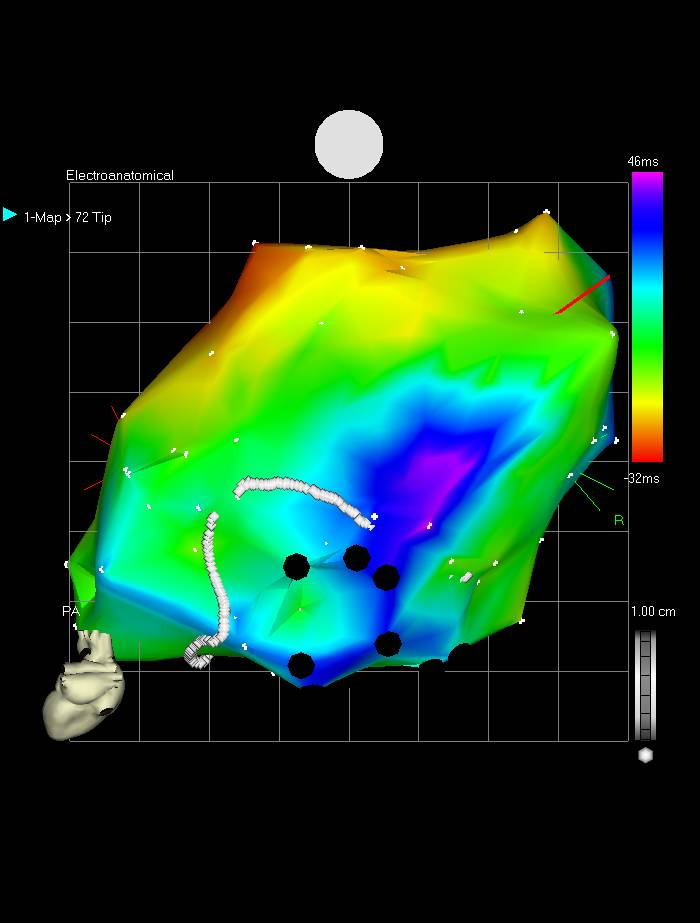 46ms
Electroanatomical
1-Map > 72 Tip
-32ms
R
PA
1.00 cm